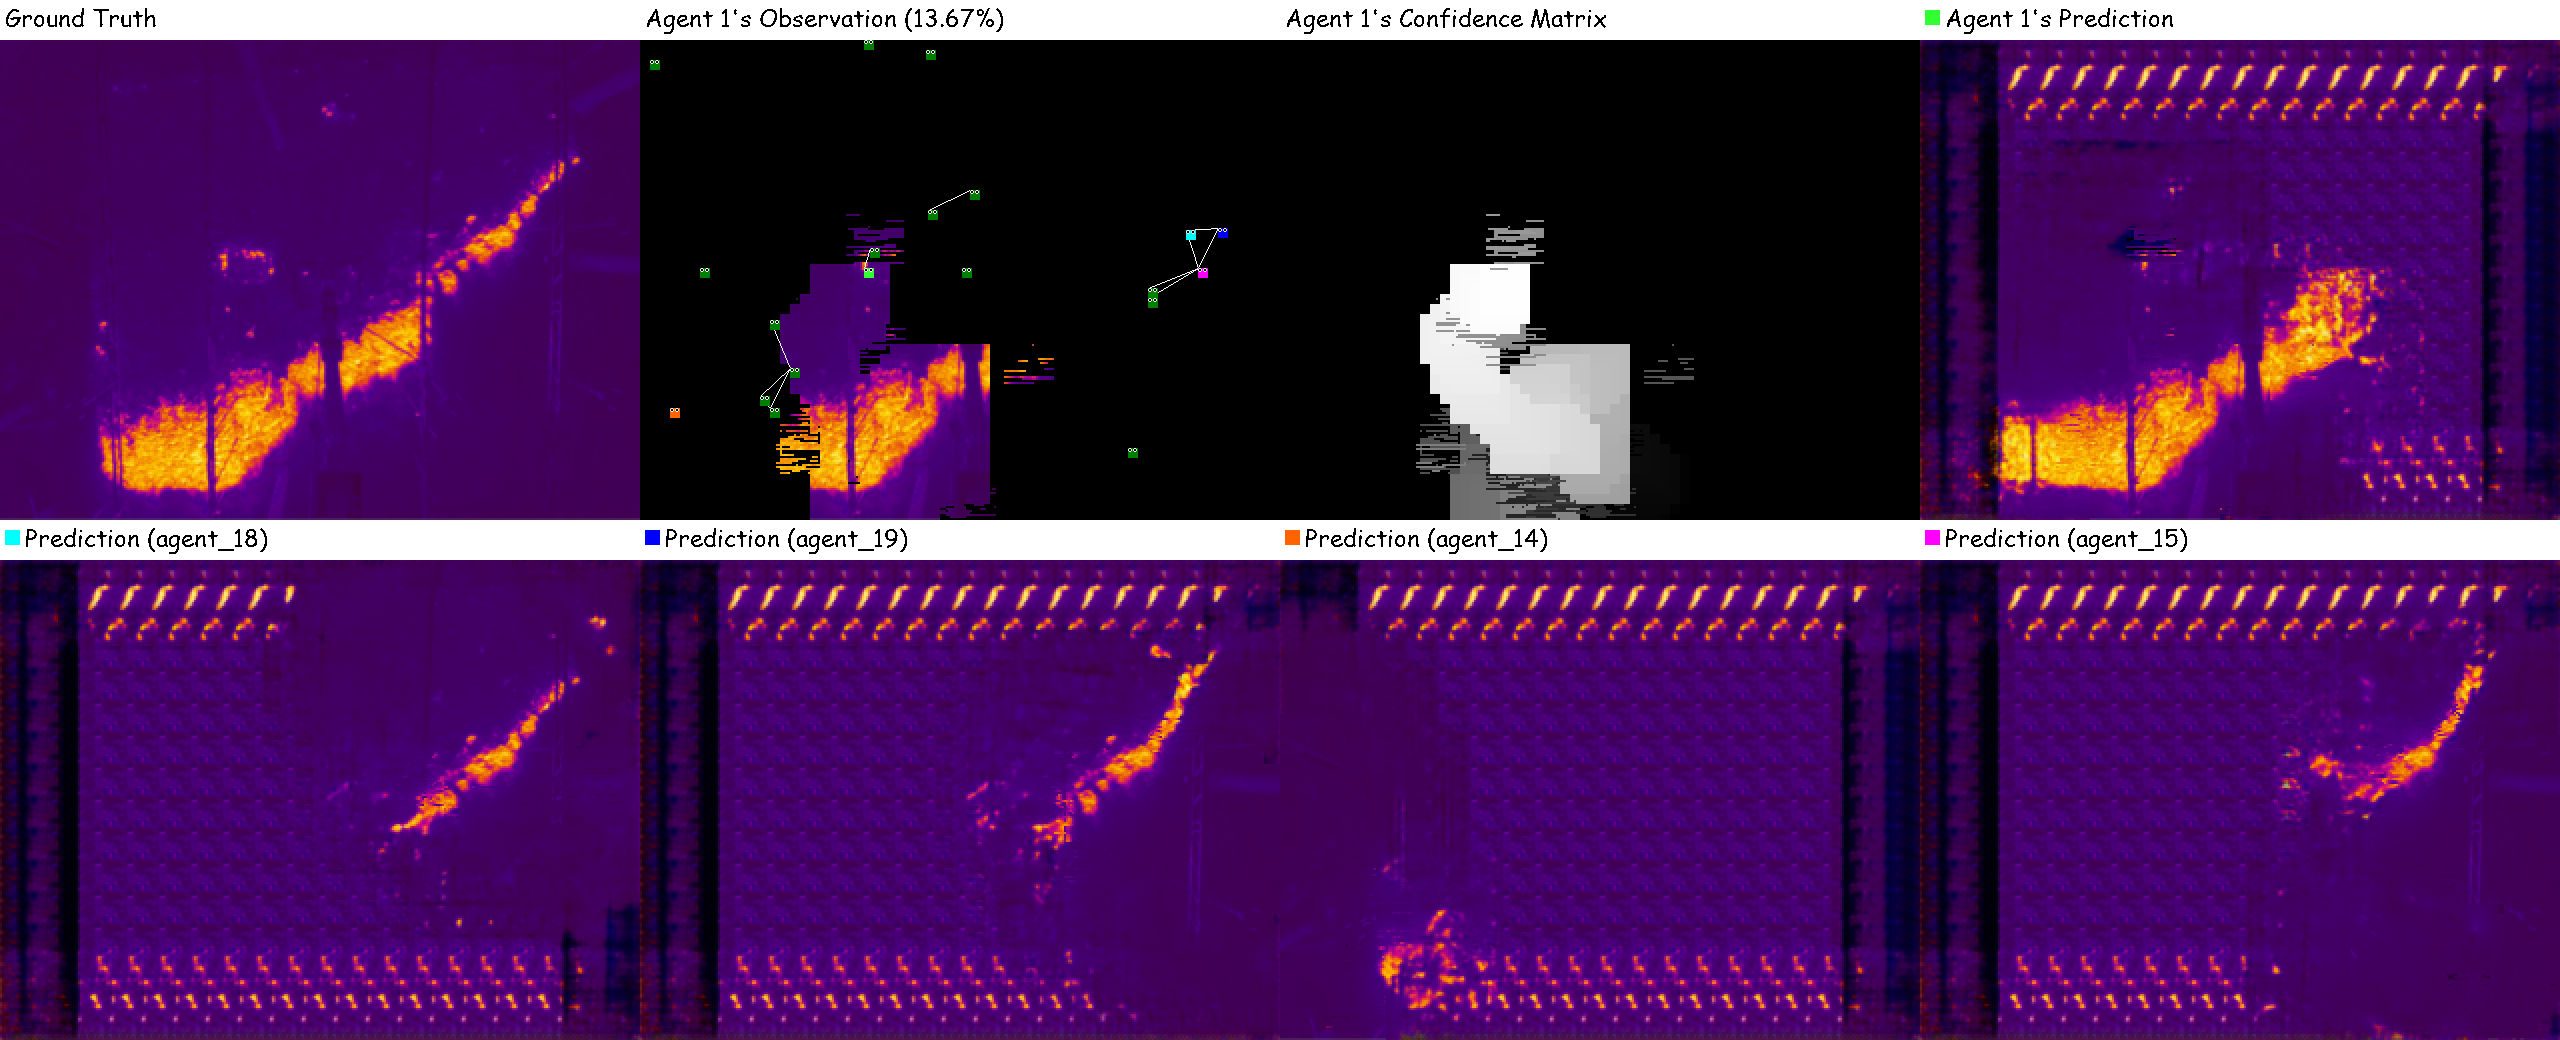 Ground Truth
Agent 1's Observation (13.67%)
Agent 1's Confidence Matrix
Agent 1's Prediction
Prediction (agent_18)
Prediction (agent_19)
Prediction (agent_14)
Prediction (agent_15)